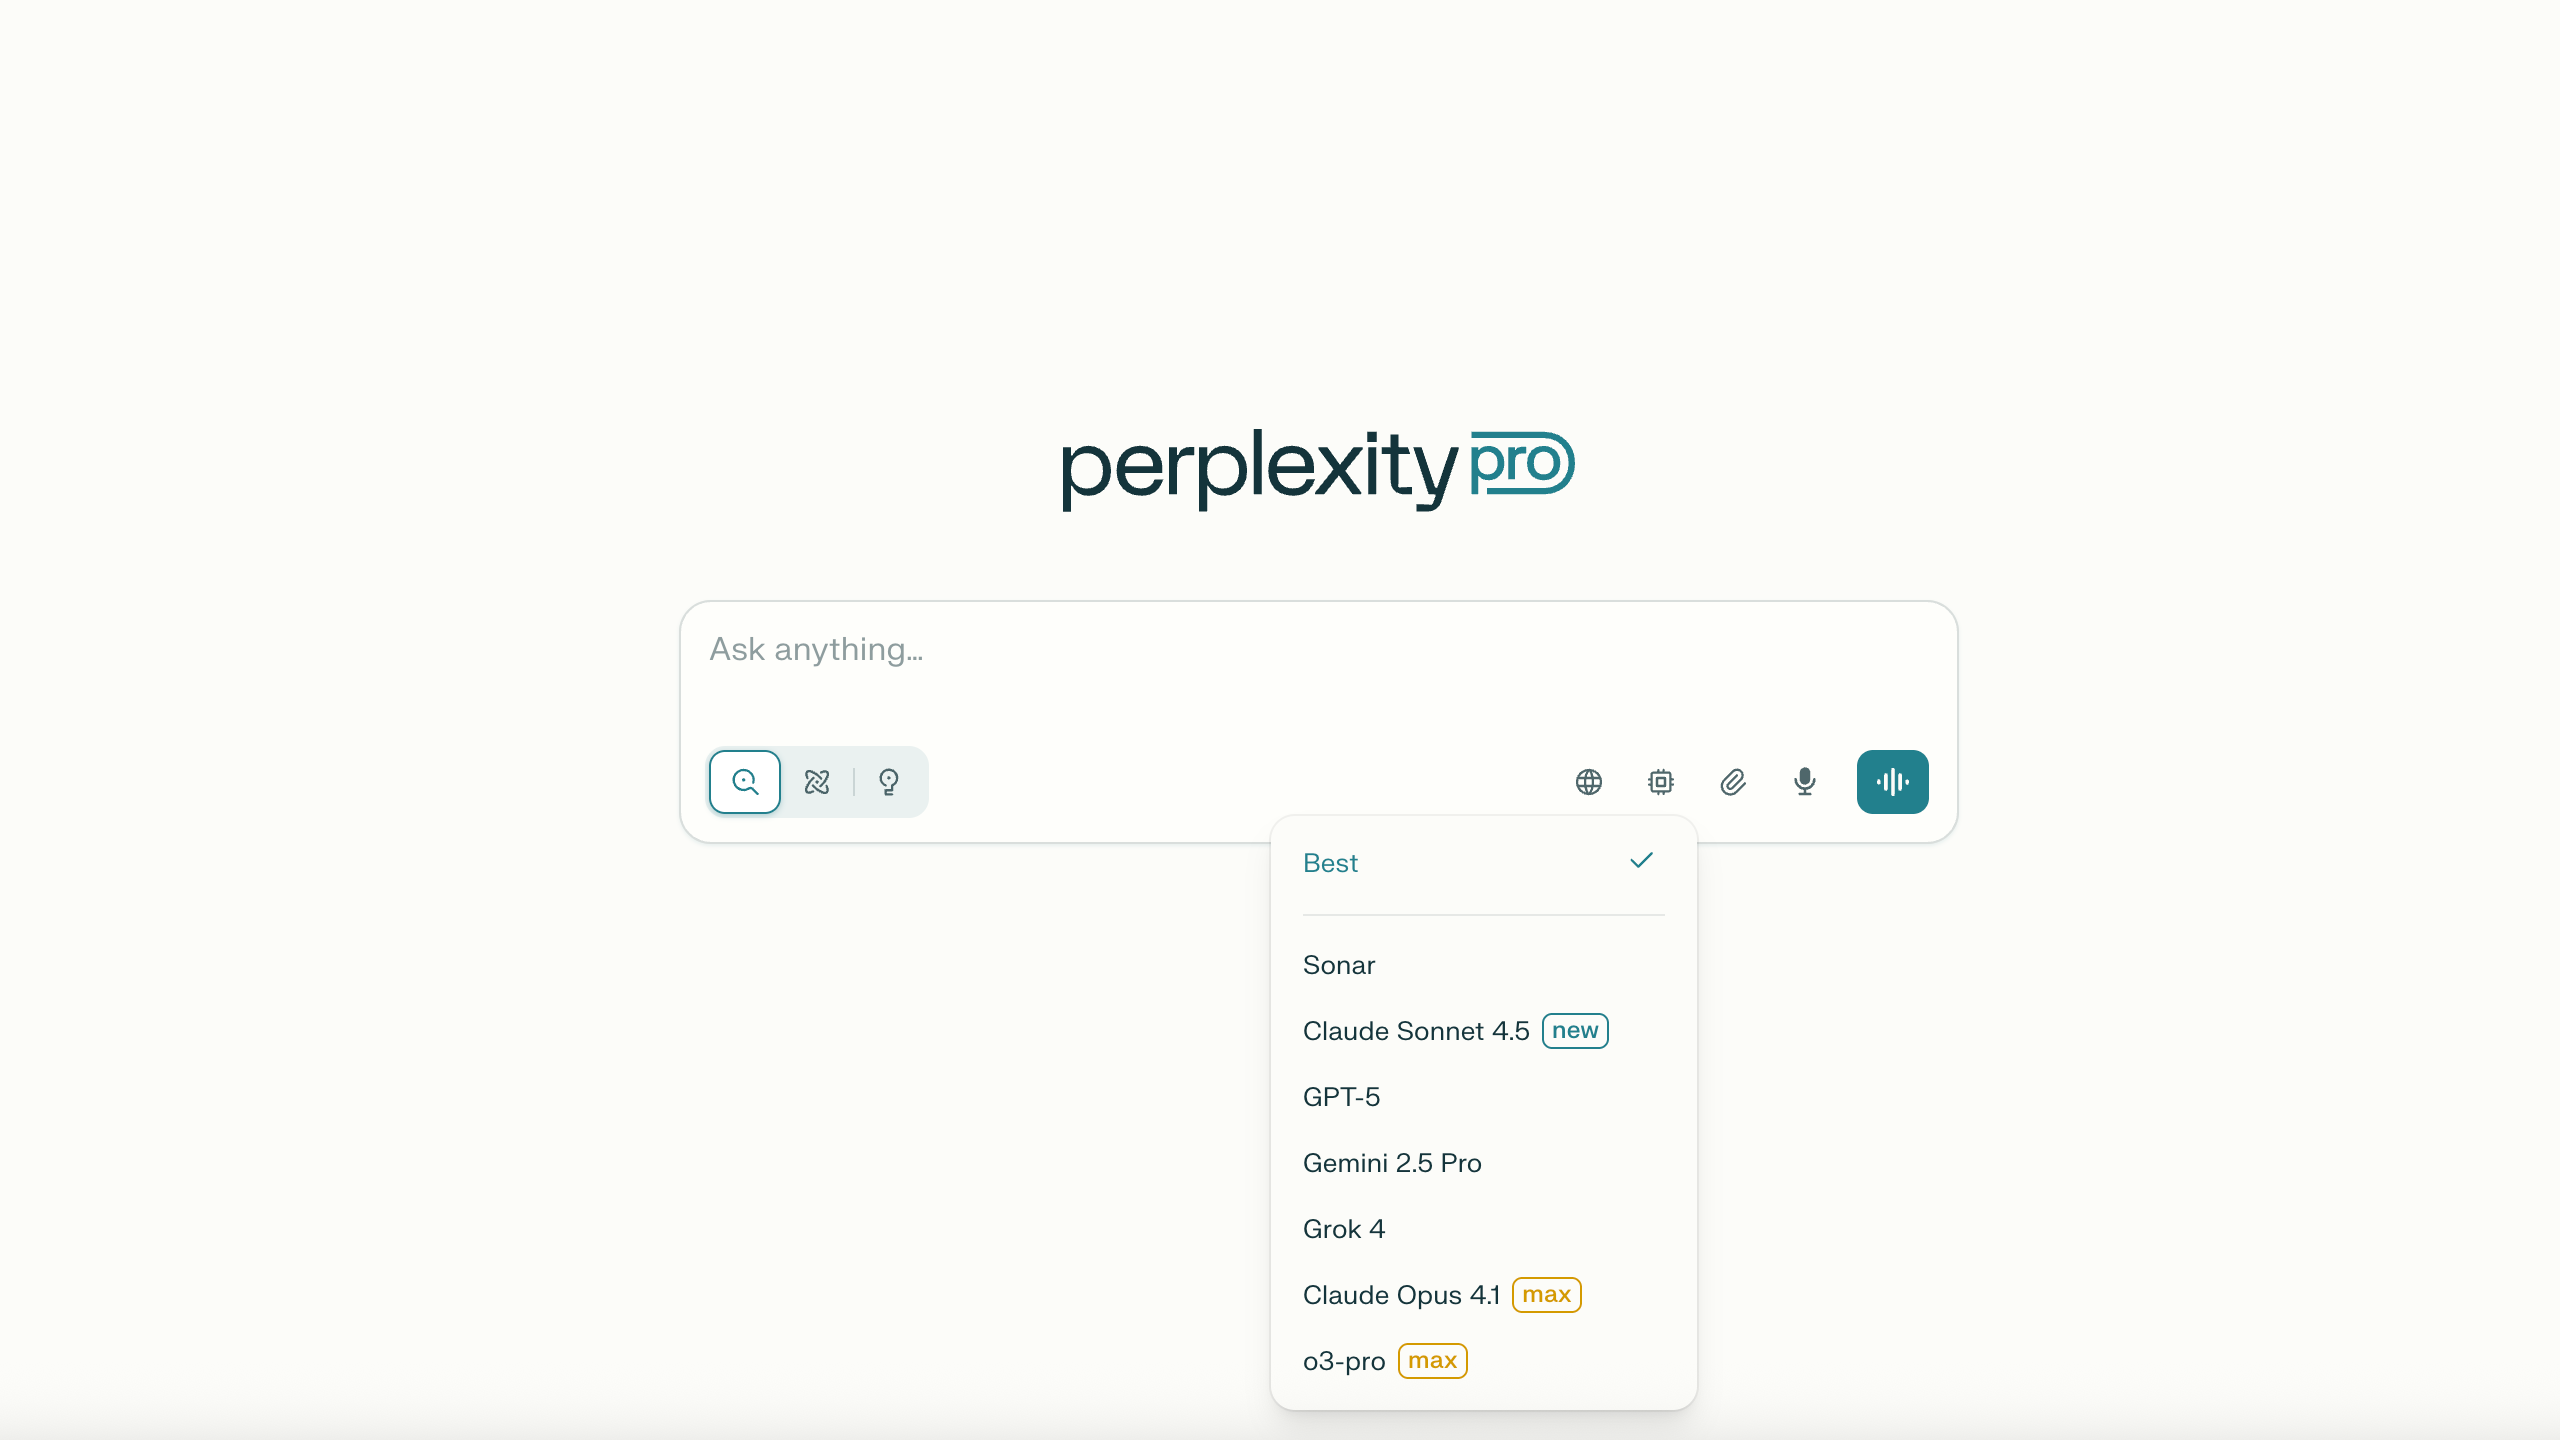 perplexity pro
Ask anything...
Best
Sonar
Claude Sonnet 4.5 new
GPT-5
Gemini 2.5 Pro
Grok 4
Claude Opus 4.1 max
o3-pro max